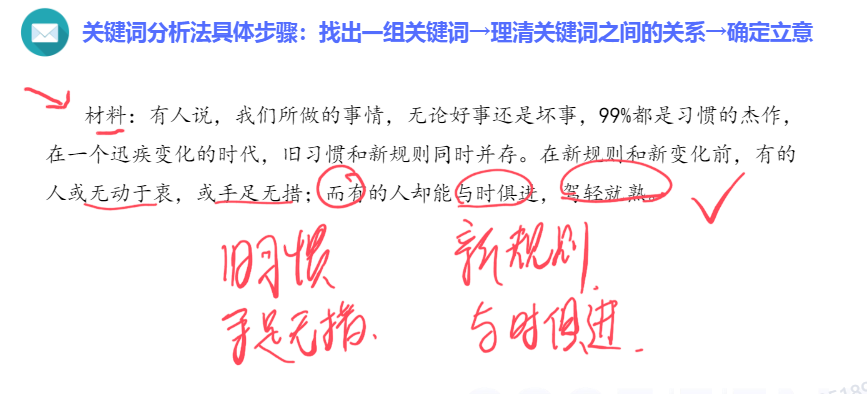 关键词分析法具体步骤：找出一组关键词→理清关键词之间的关系→确定立意
材料：有人说，我们所做的事情，无论好事还是坏事，99%都是习惯的杰作，
在一个迅疾变化的时代，旧习惯和新规则同时并存。在新规则和新变化前，有的
人或无动于衷，或手足无措；而有的人却能与时俱进，驾轻就熟。
旧习惯 新规则
手足无措. 与时俱进.